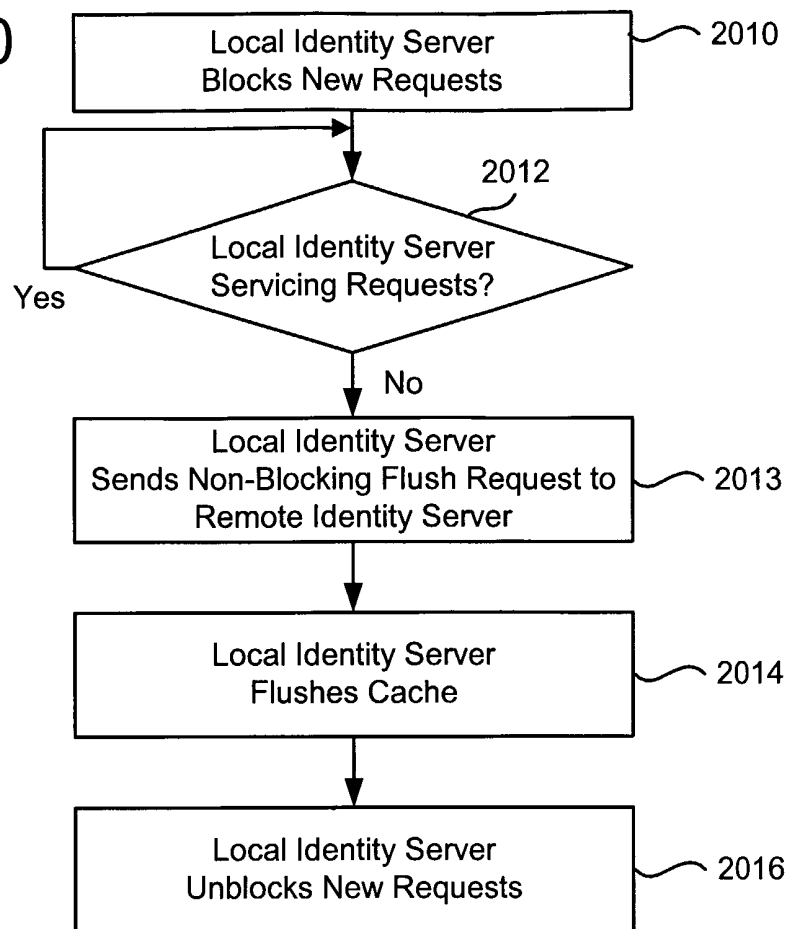 Local Identity Server
Blocks New Requests
2010
2012
Local Identity Server
Servicing Requests?
Yes
No
Local Identity Server
Sends Non-Blocking Flush Request to
Remote Identity Server
2013
Local Identity Server
Flushes Cache
2014
Local Identity Server
Unblocks New Requests
2016